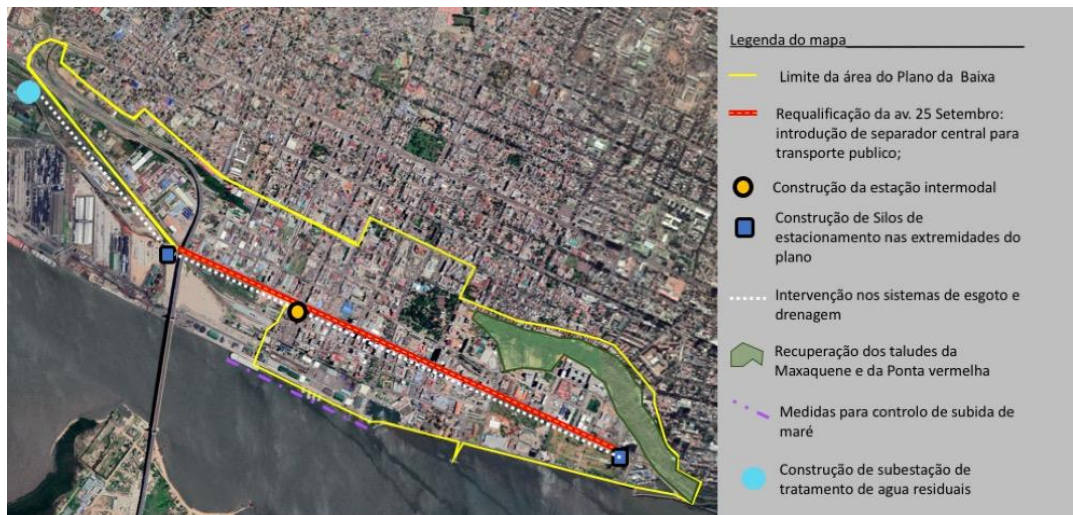 Legenda do mapa
Limite da área do Plano da Baixa
Requalificação da av. 25 Setembro:
introdução de separador central para
transporte publico;
Construção da estação intermodal
Construção de Silos de
estacionamento nas extremidades do
plano
Intervenção nos sistemas de esgoto e
drenagem
Recuperação dos taludes da
Maxaquene e da Ponta vermelha
Medidas para controlo de subida de
maré
Construção de subestação de
tratamento de agua residuais